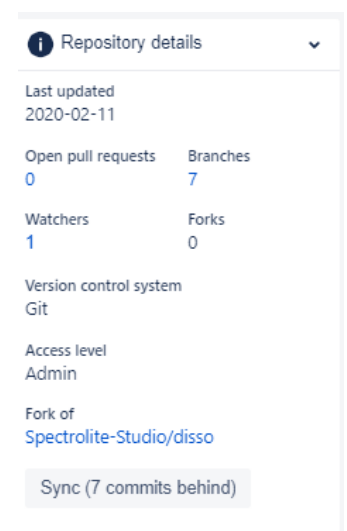 Repository details
Last updated
2020-02-11
Open pull requests Branches
0 7
Watchers Forks
1 0
Version control system
Git
Access level
Admin
Fork of
Spectrolite-Studio/disso
Sync (7 commits behind)